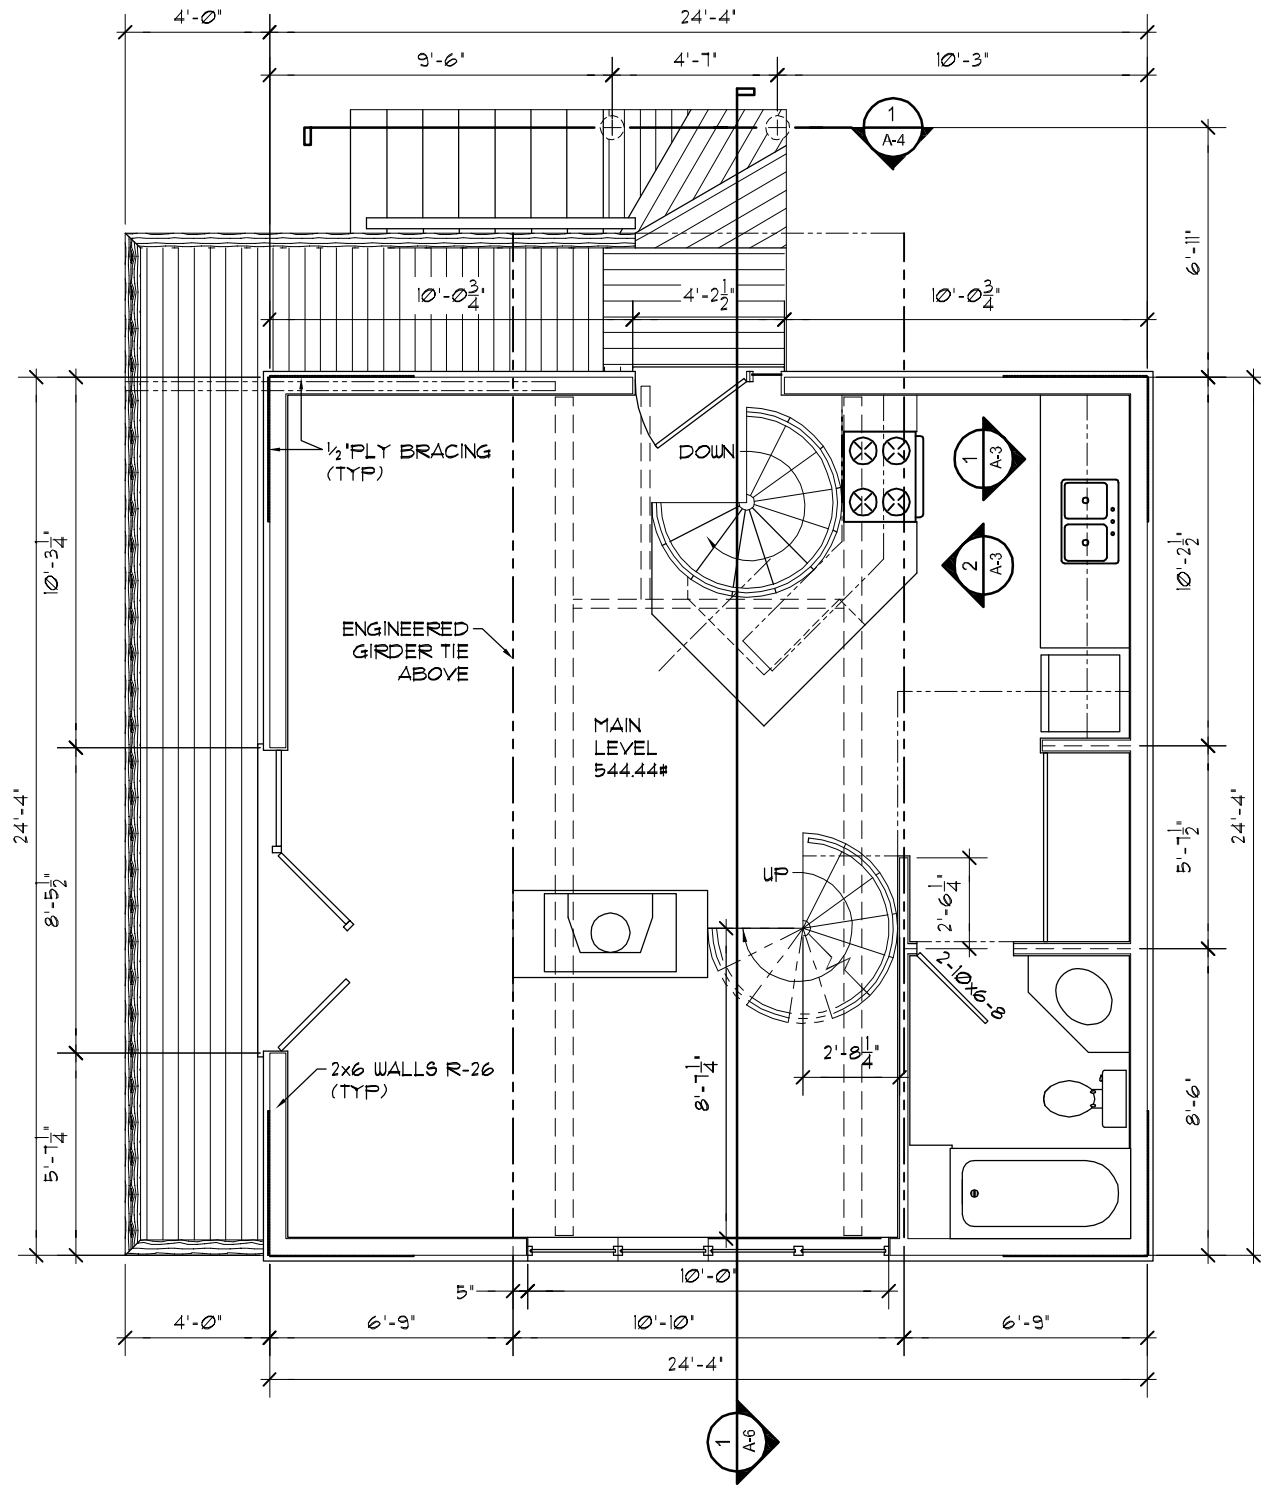 4'-0"
24'-4"
9'-6"
4'-7"
10'-3"
1
A-4
6'-11"
10'-0 3/4"
4'-2 1/2"
10'-0 3/4"
1/2" PLY BRACING
(TYP)
DOWN
1
A-3
2
A-3
10'-3 1/4"
10'-2 1/2"
ENGINEERED
GIRDER TIE
ABOVE
MAIN
LEVEL
544.44#
24'-4"
8'-5 1/2"
UP
2'-6 1/4"
5'-7 1/2"
24'-4"
2-10x6-8
2'-8 1/4"
8'-7 1/4"
2x6 WALLS R-26
(TYP)
5'-7 1/4"
8'-6"
10'-0"
5"
4'-0"
6'-9"
10'-10"
6'-9"
24'-4"
1
A-6